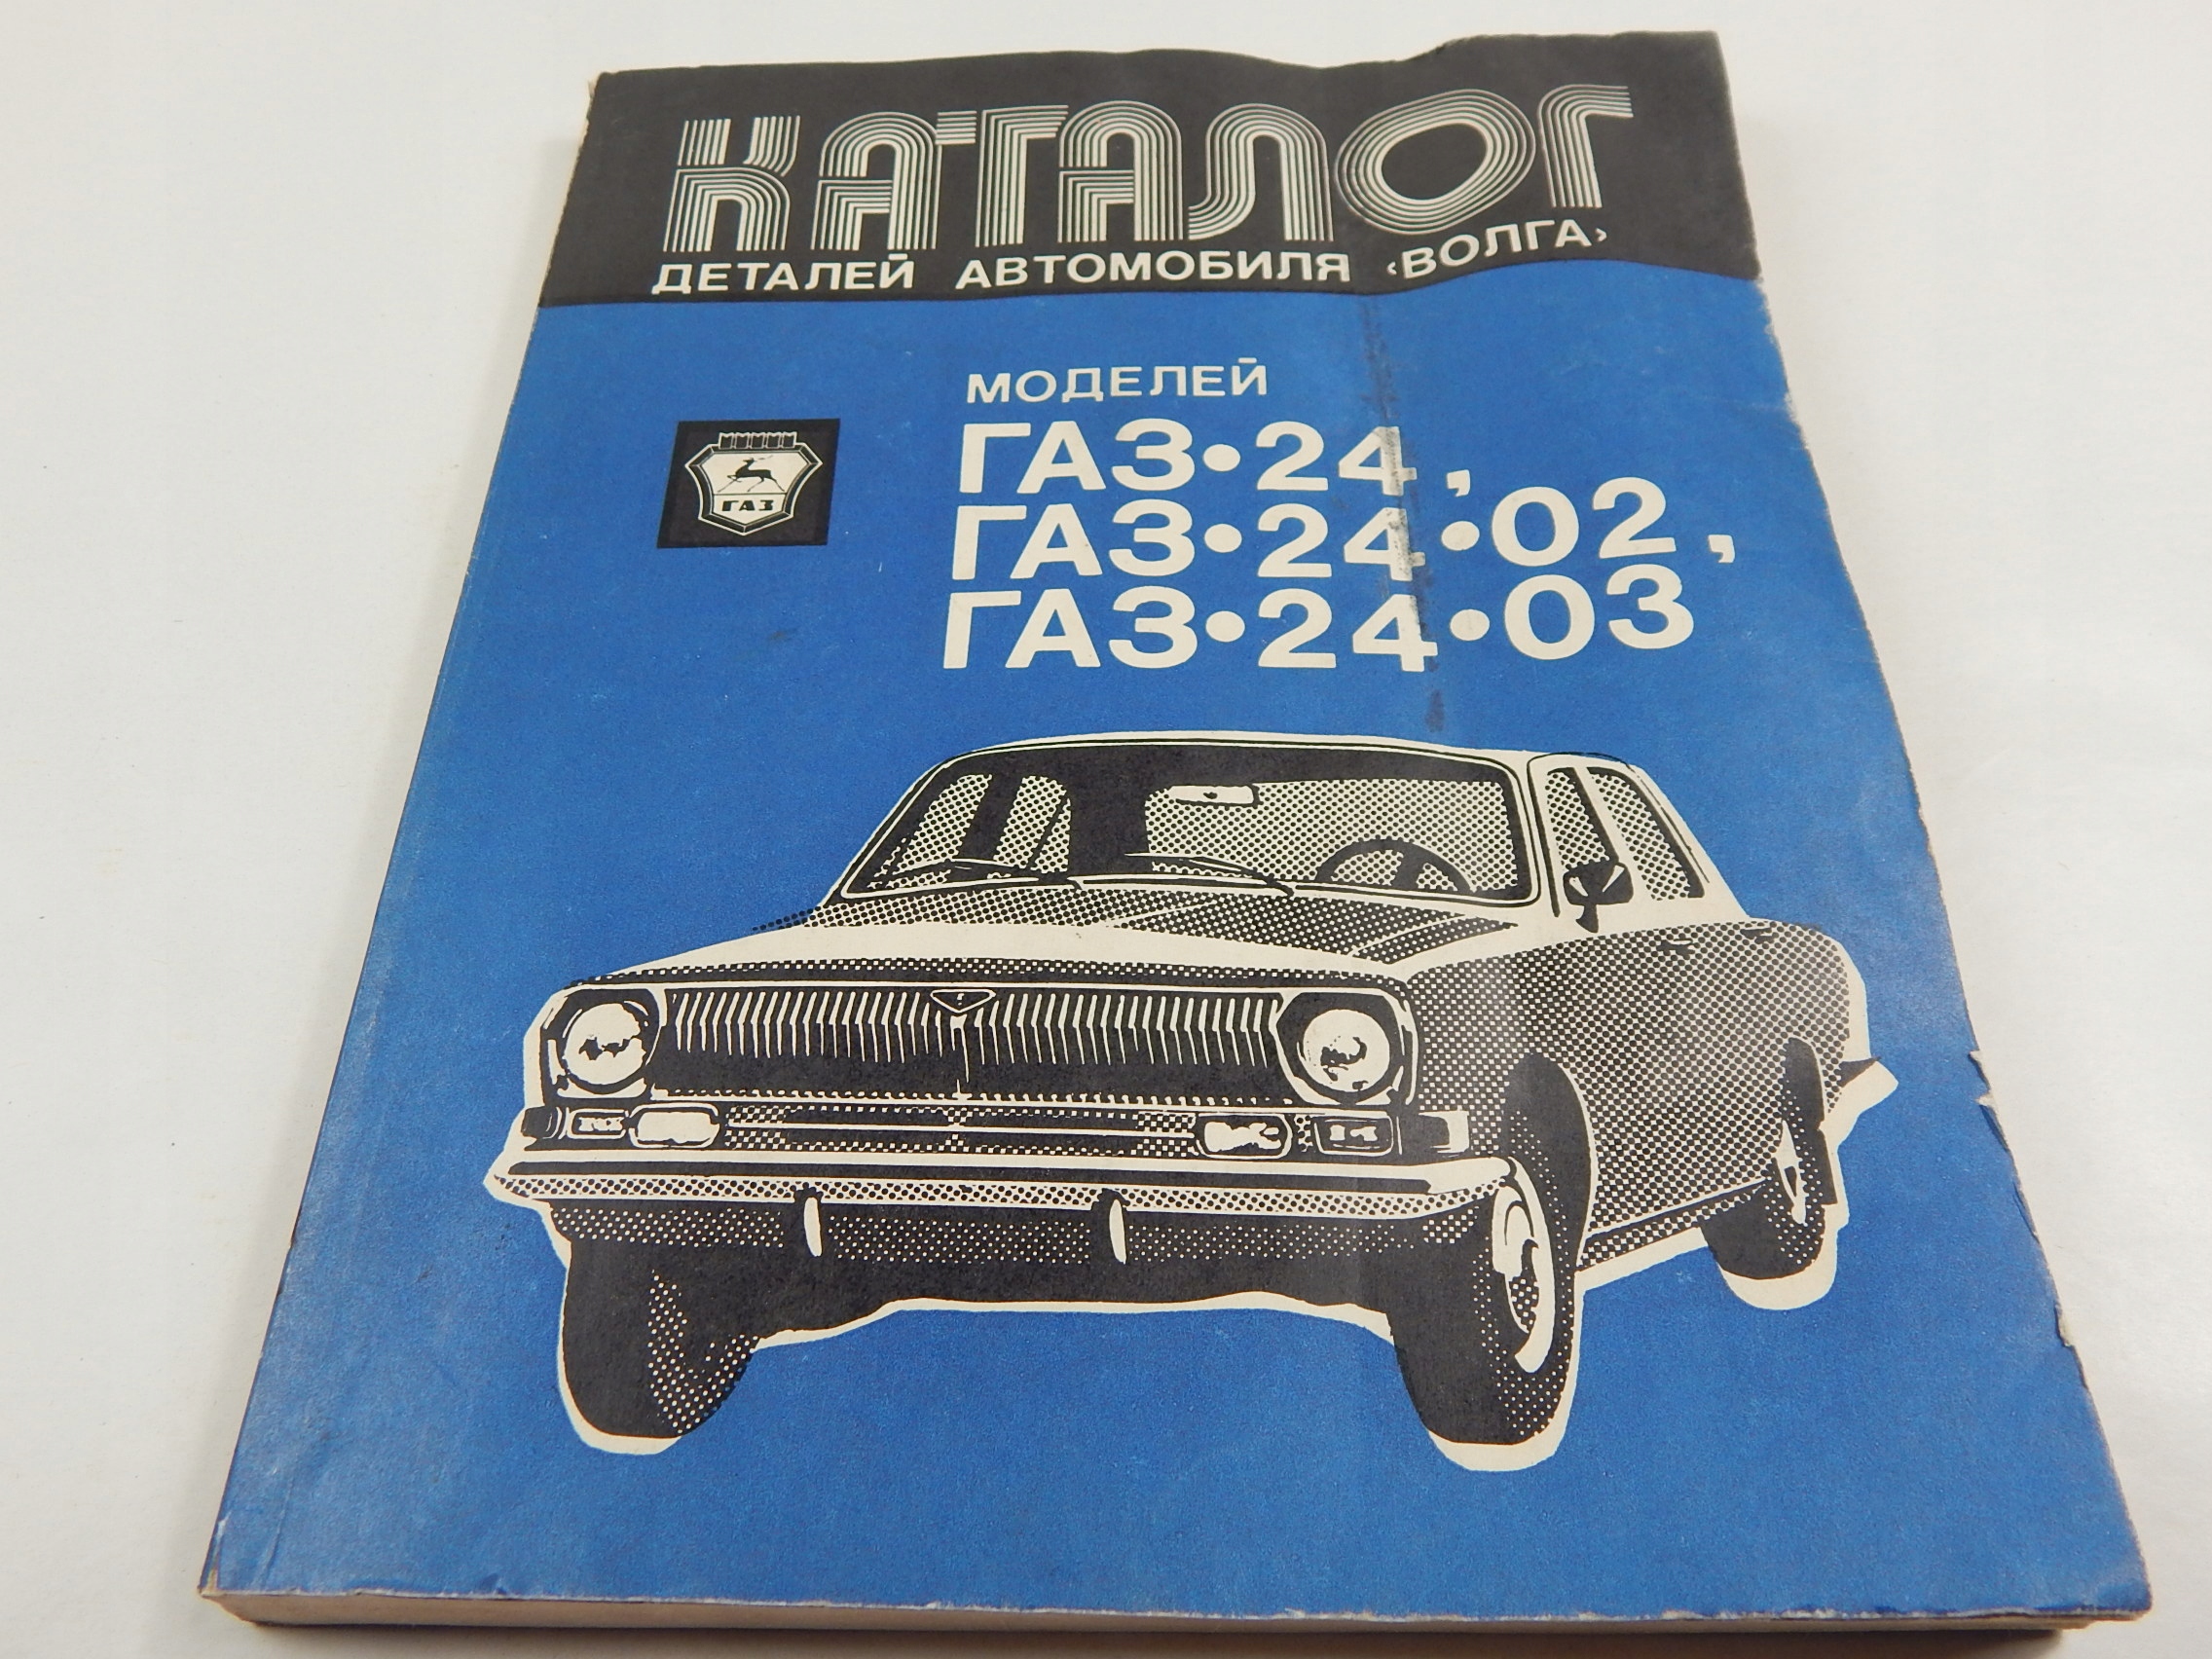 КАТАЛОГ
ДЕТАЛЕЙ АВТОМОБИЛЯ ‹ВОЛГА›
МОДЕЛЕЙ
ГАЗ•24,
ГАЗ•24•02,
ГАЗ•24•03
ГАЗ